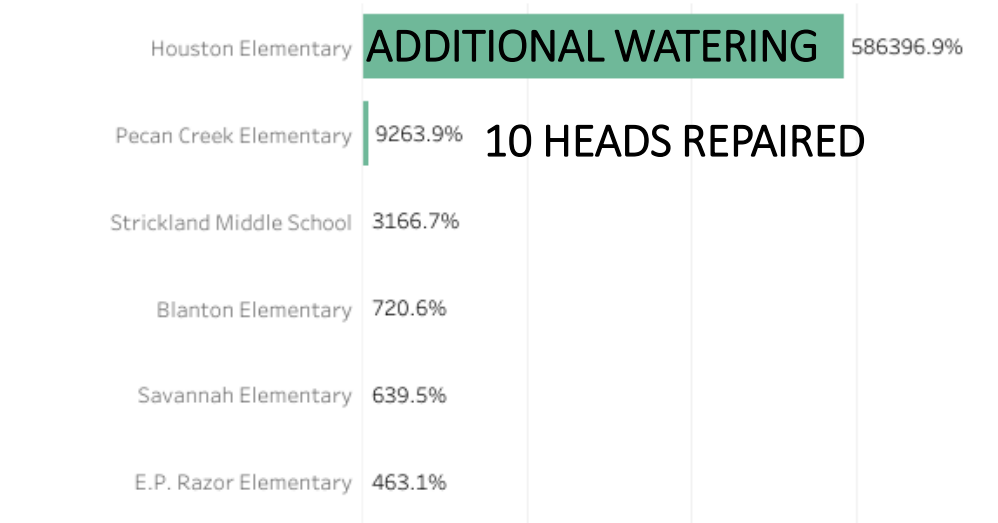 Houston Elementary ADDITIONAL WATERING 586396.9%
Pecan Creek Elementary 9263.9% 10 HEADS REPAIRED
Strickland Middle School 3166.7%
Blanton Elementary 720.6%
Savannah Elementary 639.5%
E.P. Razor Elementary 463.1%